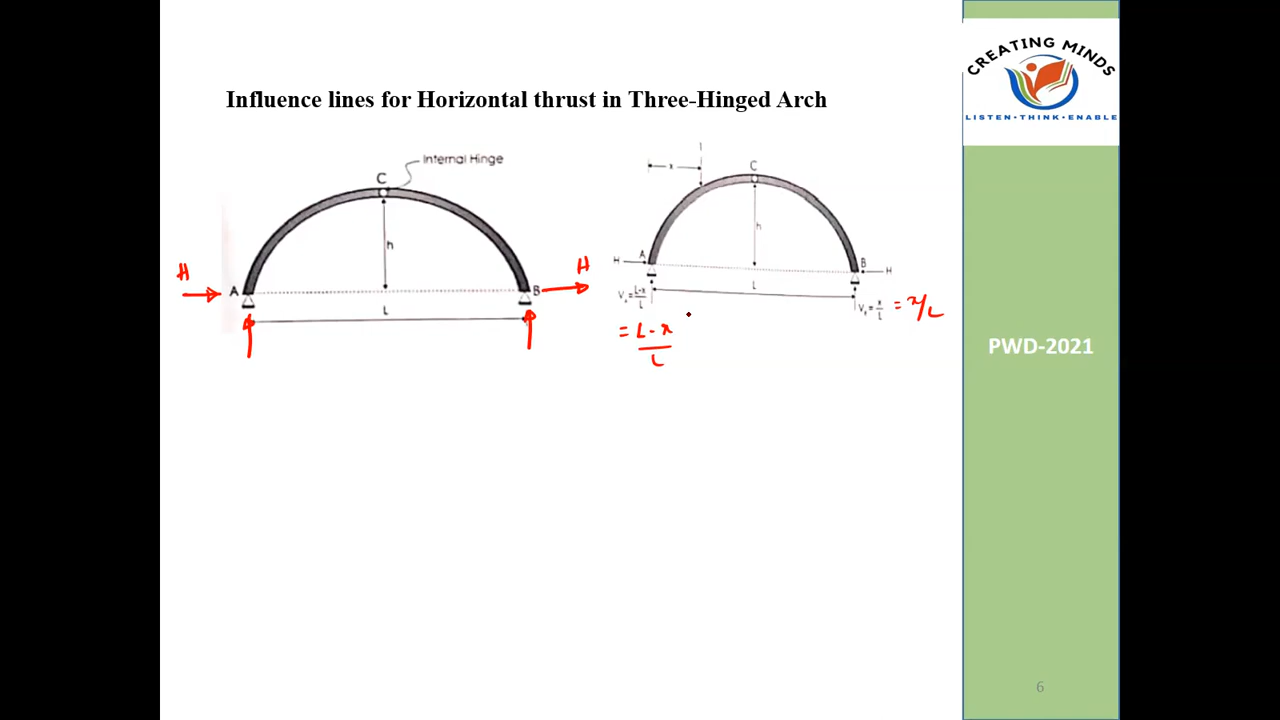 Influence lines for Horizontal thrust in Three-Hinged Arch
Internal Hinge
C
h
H
A
B
H
L
1
x
C
h
H
A
B
H
L
V_A = (L-x)/L
= (L-x)/L
V_B = x/L
= x/L
CREATING MINDS
LISTEN•THINK•ENABLE
PWD-2021
6